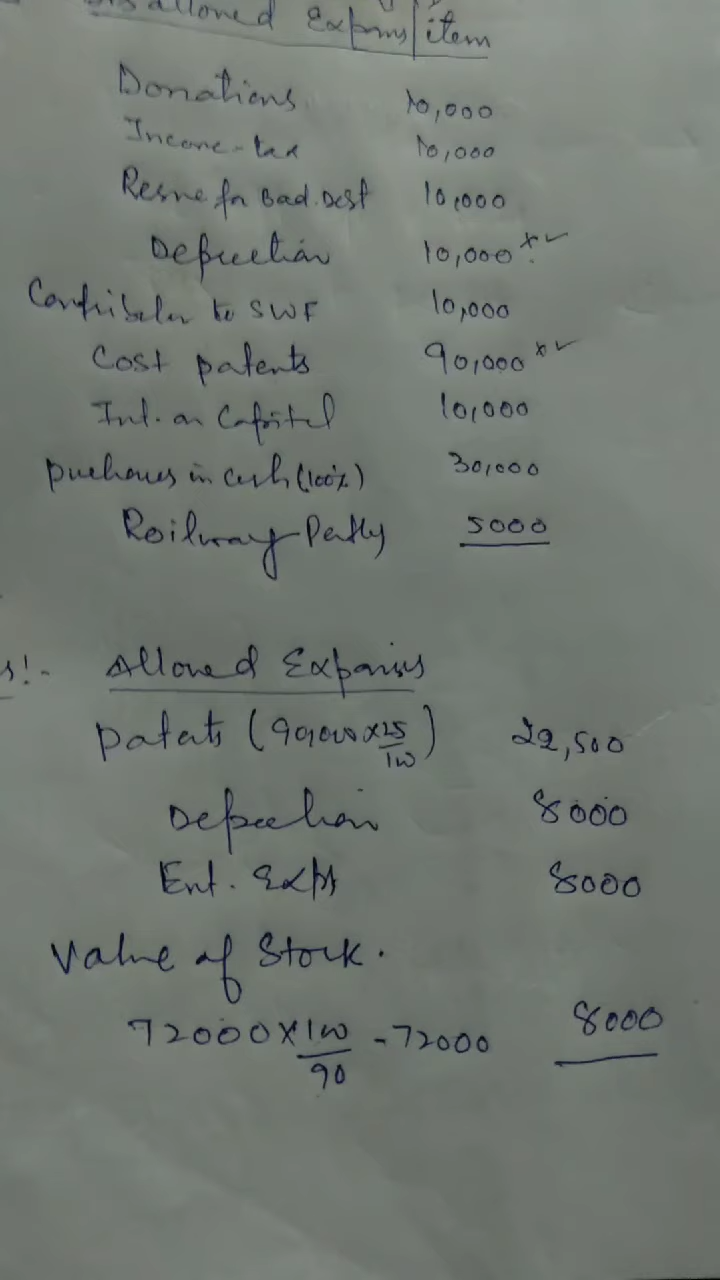 Disallowed Expns/item
Donations 10,000
Income-tax 10,000
Resrve for Bad. Debt 10,000
Depreciation 10,000 x✓
Contribution to SWF 10,000
Cost patents 90,000 x✓
Int. on Capital 10,000
purchases in cash (100%) 30,000
Railway Penlty 5000
s:- Allowed Expenses
Patents (90,000 x 25/100) 22,500
Depreciation 8000
Ent. Exps 8000
Value of Stock.
72000 x 100/90 - 72000 8000